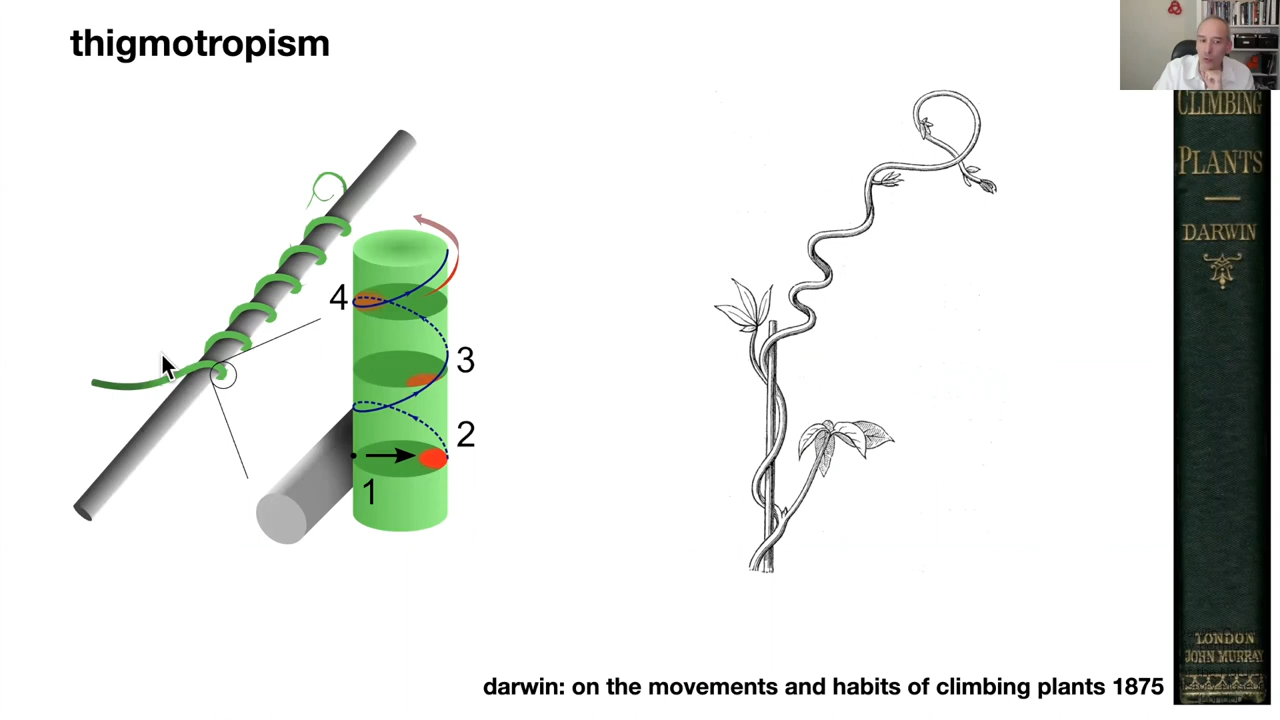 thigmotropism
4
3
2
1
CLIMBING
PLANTS
DARWIN
LONDON
JOHN MURRAY
darwin: on the movements and habits of climbing plants 1875